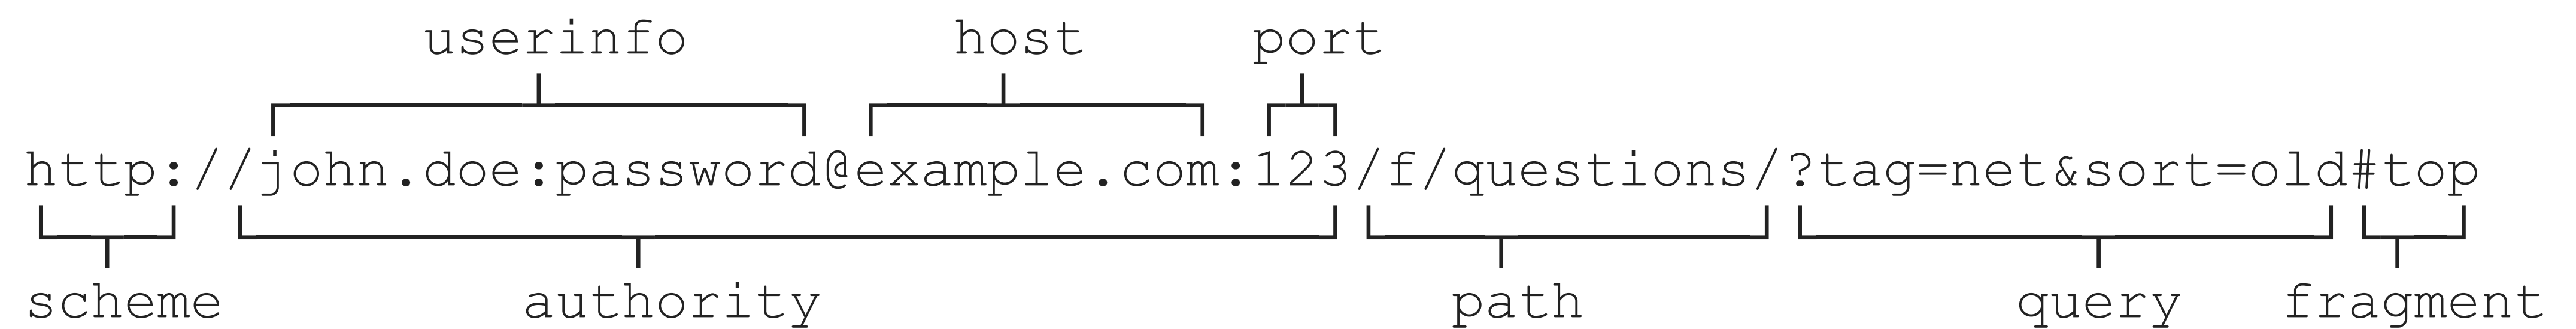 userinfo host port
http://john.doe:password@example.com:123/f/questions/?tag=net&sort=old#top
scheme authority path query fragment